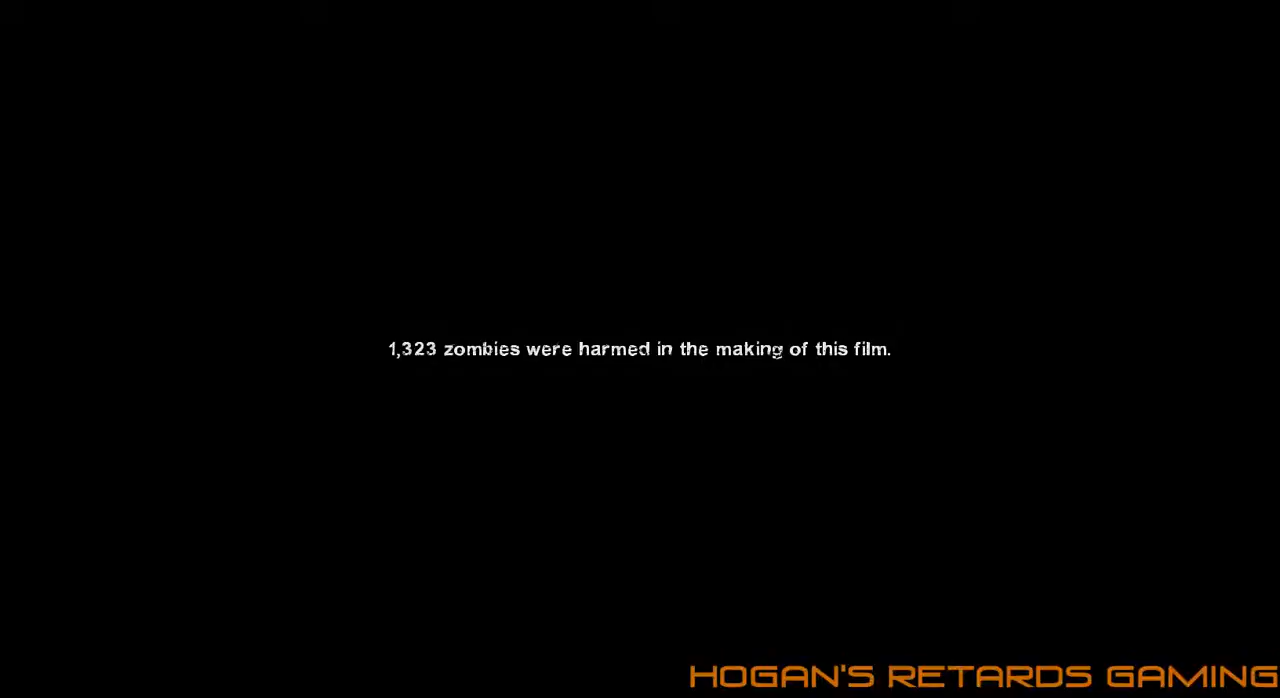 1,323 zombies were harmed in the making of this film.
HOGAN'S RETARDS GAMING